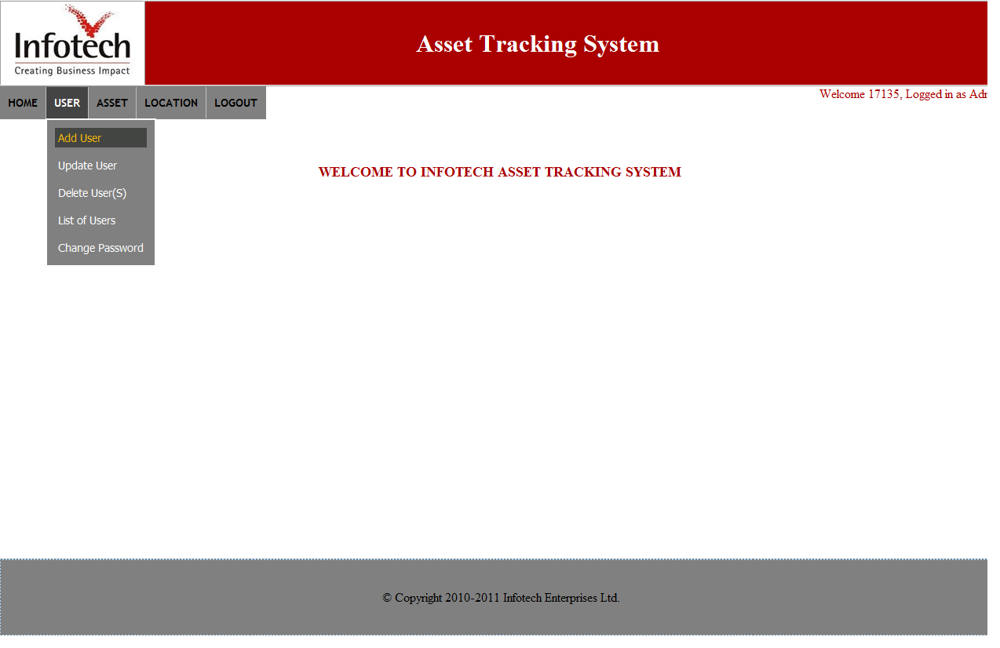 Infotech
Creating Business Impact
Asset Tracking System
HOME USER ASSET LOCATION LOGOUT
Welcome 17135, Logged in as Adr
Add User
Update User
Delete User(S)
List of Users
Change Password
WELCOME TO INFOTECH ASSET TRACKING SYSTEM
© Copyright 2010-2011 Infotech Enterprises Ltd.